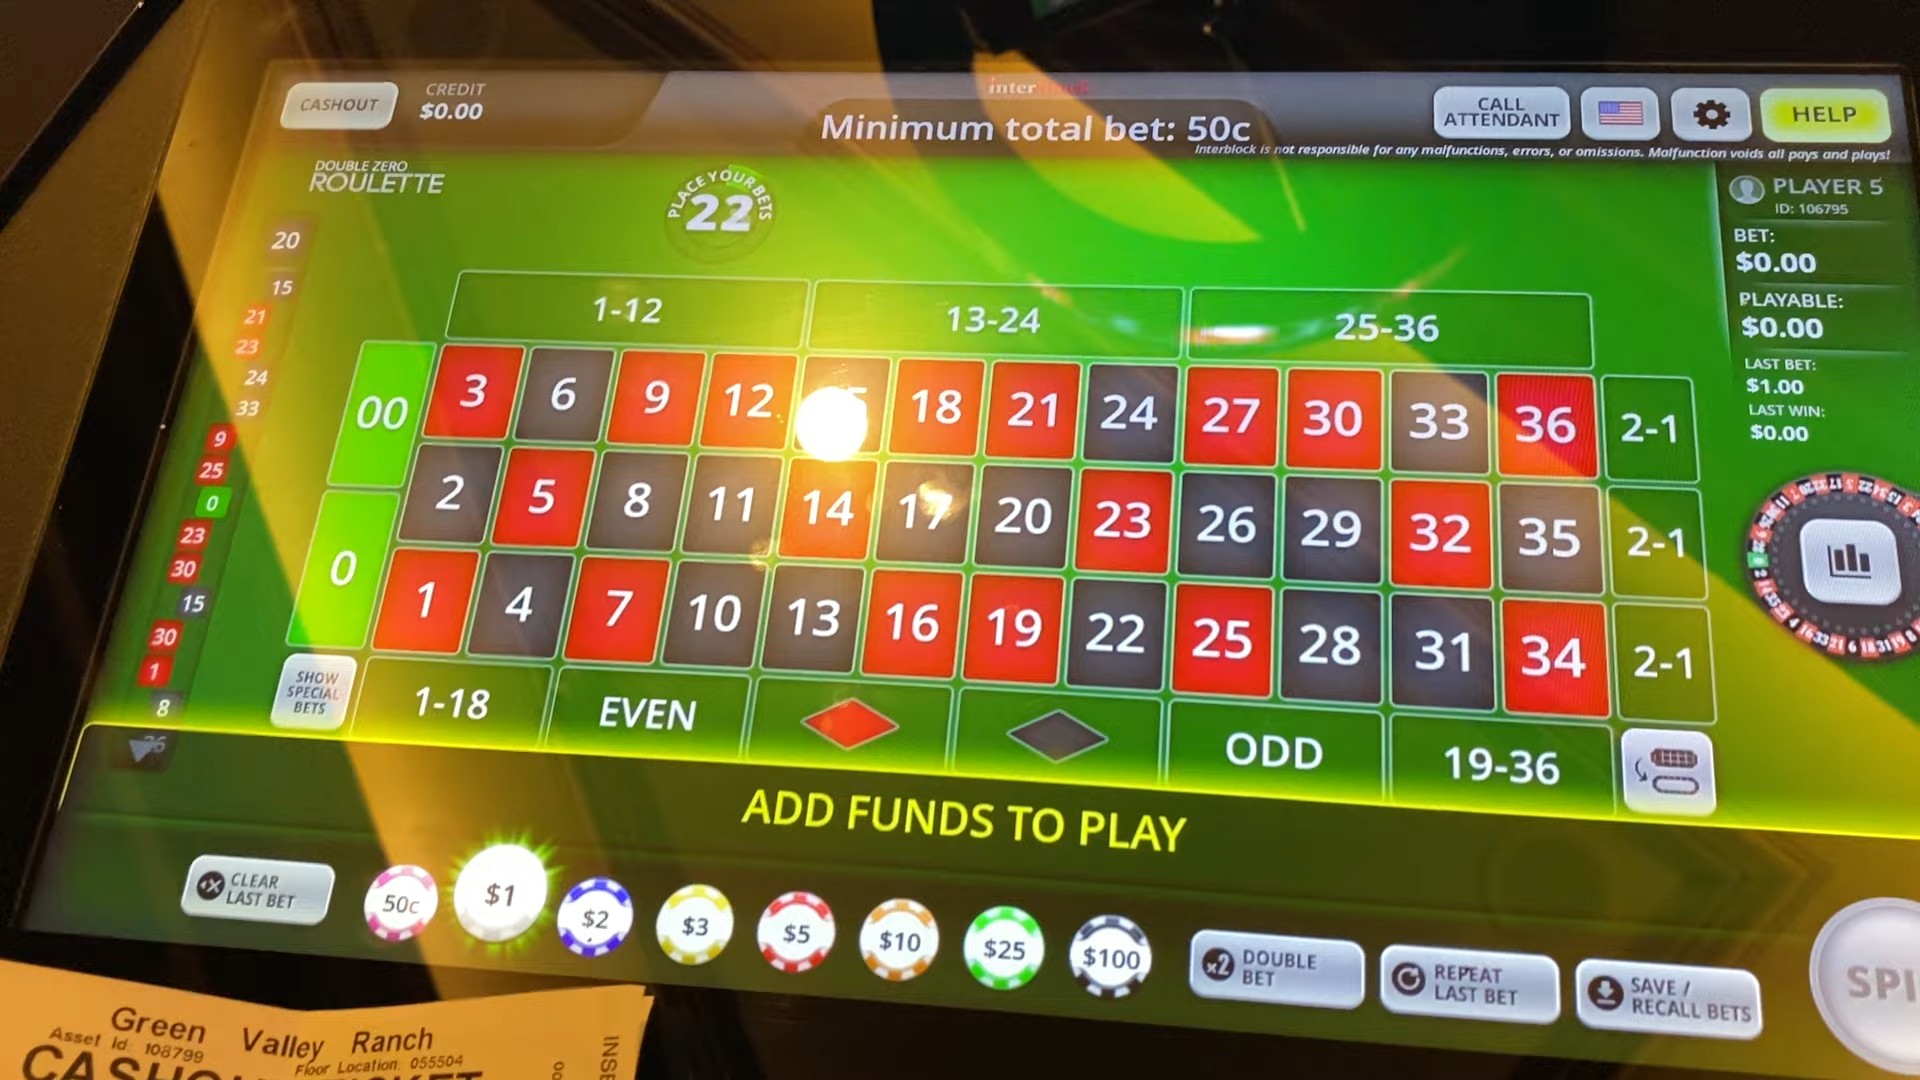 CASHOUT
CREDIT
$0.00
inter
Minimum total bet: 50c
CALL
ATTENDANT
HELP
Interblock is not responsible for any malfunctions, errors, or omissions. Malfunction voids all pays and plays!
DOUBLE ZERO
ROULETTE
PLACE YOUR BETS
22
PLAYER 5
ID: 106795
BET:
$0.00
PLAYABLE:
$0.00
LAST BET:
$1.00
LAST WIN:
$0.00
20
15
21
23
24
33
9
25
0
23
30
15
30
1
8
1-12 13-24 25-36
00 3 6 9 12 18 21 24 27 30 33 36 2-1
2 5 8 11 14 17 20 23 26 29 32 35 2-1
0 1 4 7 10 13 16 19 22 25 28 31 34 2-1
SHOW
SPECIAL
BETS
1-18 EVEN ODD 19-36
ADD FUNDS TO PLAY
CLEAR
LAST BET
50c $1 $2 $3 $5 $10 $25 $100
x2 DOUBLE
BET
REPEAT
LAST BET
SAVE /
RECALL BETS
Green Valley Ranch
Asset Id: 108799
Floor Location: 055504